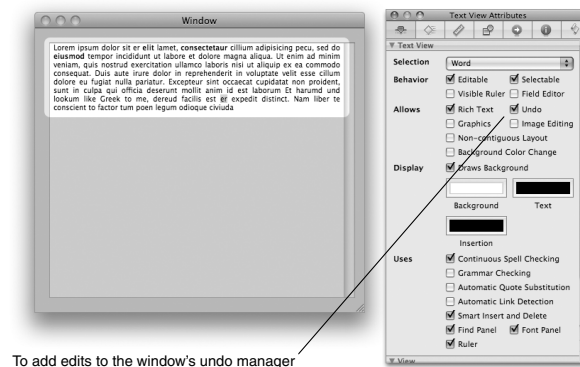 Window
Lorem ipsum dolor sit er elit lamet, consectetur cillium adipisicing pecu, sed do
eiusmod tempor incididunt ut labore et dolore magna aliqua. Ut enim ad minim
veniam, quis nostrud exercitation ullamco laboris nisi ut aliquip ex ea commodo
consequat. Duis aute irure dolor in reprehenderit in voluptate velit esse cillum
dolore eu fugiat nulla pariatur. Excepteur sint occaecat cupidatat non proident,
sunt in culpa qui officia deserunt mollit anim id est laborum Et harumd und
lookum like Greek to me, dereud facilis est er expedit distinct. Nam liber te
conscient to factor tum poen legum odioque civiuda
Text View Attributes
Text View
Selection Word
Behavior Editable Selectable
Visible Ruler Field Editor
Allows Rich Text Undo
Graphics Image Editing
Non-contiguous Layout
Background Color Change
Display Draws Background
Background Text
Insertion
Uses Continuous Spell Checking
Grammar Checking
Automatic Quote Substitution
Automatic Link Detection
Smart Insert and Delete
Find Panel Font Panel
Ruler
View
To add edits to the window's undo manager